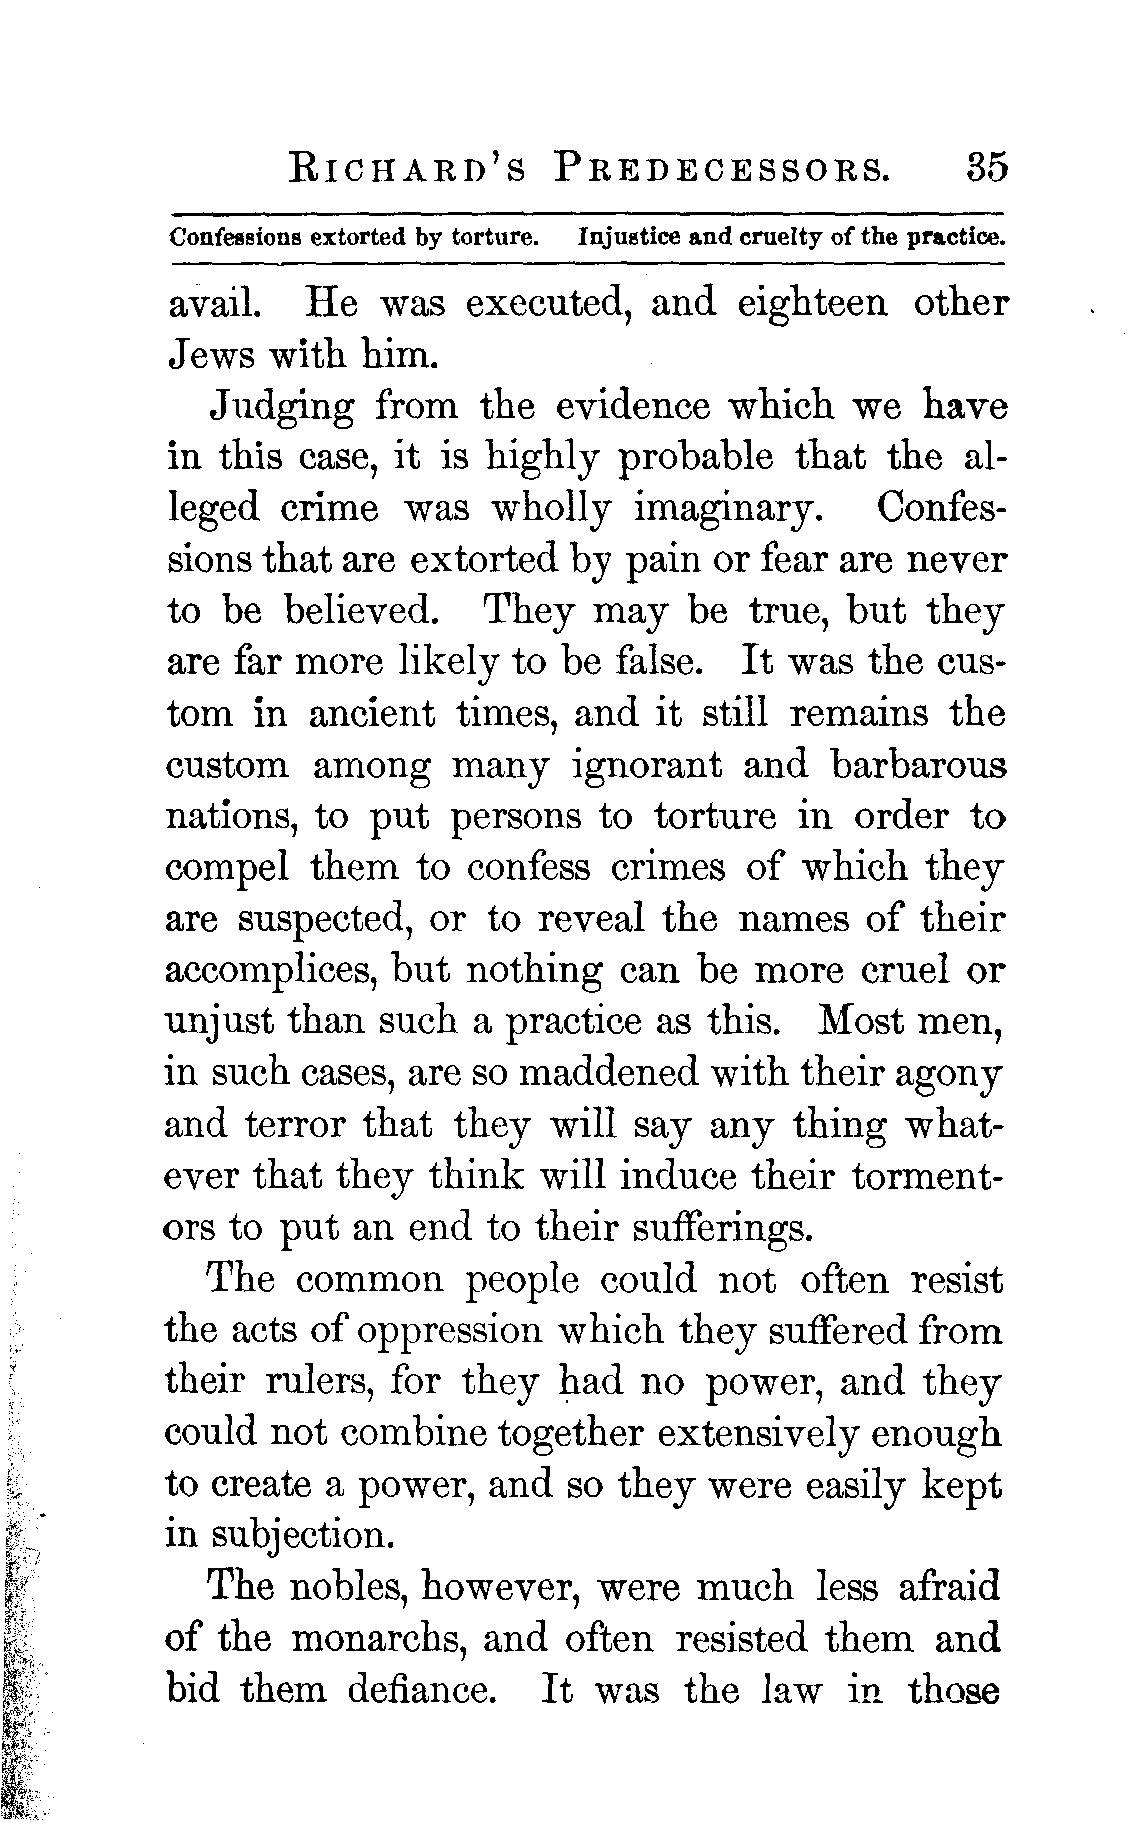 RICHARD'S PREDECESSORS. 35
Confessions extorted by torture. Injustice and cruelty of the practice.
avail. He was executed, and eighteen other
Jews with him.
Judging from the evidence which we have
in this case, it is highly probable that the al-
leged crime was wholly imaginary. Confes-
sions that are extorted by pain or fear are never
to be believed. They may be true, but they
are far more likely to be false. It was the cus-
tom in ancient times, and it still remains the
custom among many ignorant and barbarous
nations, to put persons to torture in order to
compel them to confess crimes of which they
are suspected, or to reveal the names of their
accomplices, but nothing can be more cruel or
unjust than such a practice as this. Most men,
in such cases, are so maddened with their agony
and terror that they will say any thing what-
ever that they think will induce their torment-
ors to put an end to their sufferings.
The common people could not often resist
the acts of oppression which they suffered from
their rulers, for they had no power, and they
could not combine together extensively enough
to create a power, and so they were easily kept
in subjection.
The nobles, however, were much less afraid
of the monarchs, and often resisted them and
bid them defiance. It was the law in those